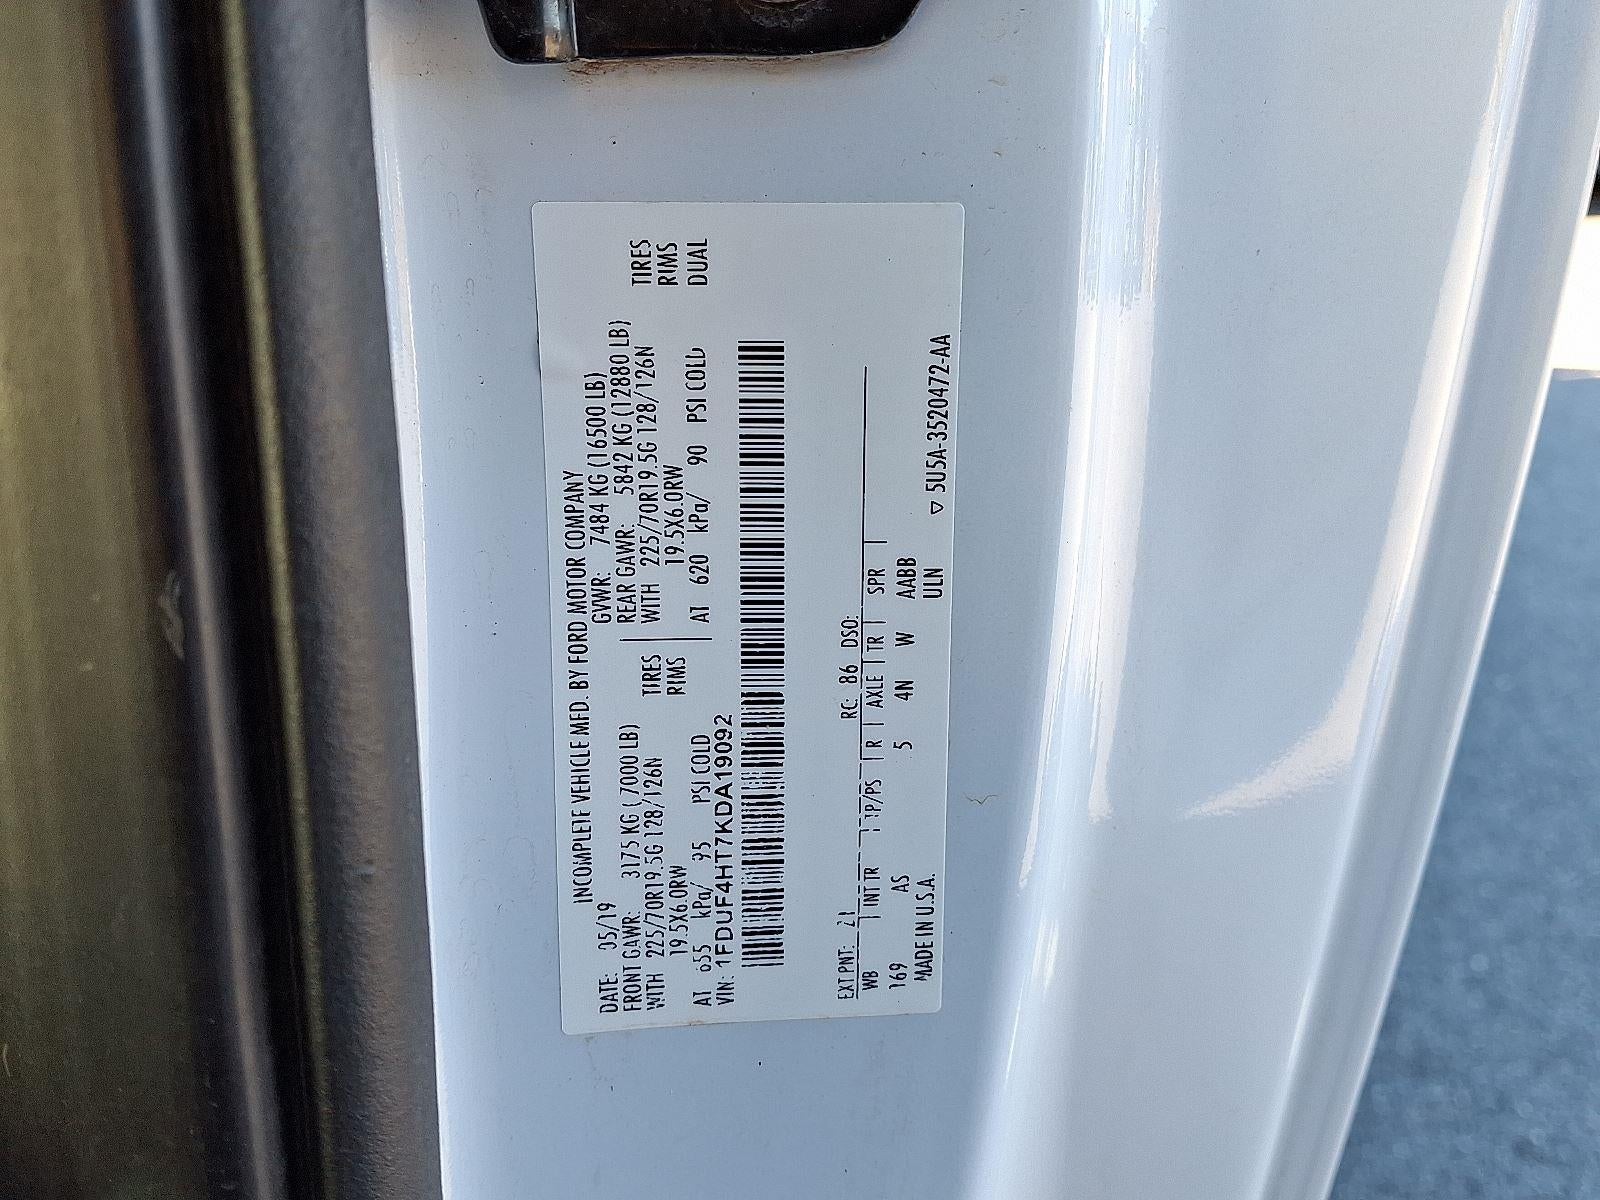 INCOMPLETE VEHICLE MFD. BY FORD MOTOR COMPANY
DATE: 05/19 GVWR: 7484 KG (16500 LB)
FRONT GAWR: 3175 KG (7000 LB) REAR GAWR: 5842 KG (12880 LB)
WITH 225/70R19.5G 128/126N TIRES WITH 225/70R19.5G 128/126N TIRES
19.5X6.0RW RIMS 19.5X6.0RW RIMS
AT 655 kPa/ 95 PSI COLD AT 620 kPa/ 90 PSI COLD DUAL
VIN: 1FDUF4HT7KDA19092
EXT PNT: Z1 RC: 86 DSO:
WB INT TR TP/PS R AXLE TR SPR
169 AS 5 4N W AABB
MADE IN U.S.A. ULN
▽ 5U5A-3520472-AA